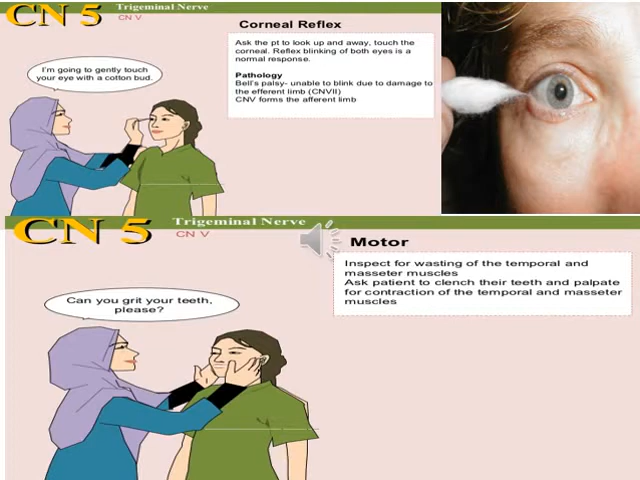 CN 5
Trigeminal Nerve
CN V
Corneal Reflex
Ask the pt to look up and away, touch the
corneal. Reflex blinking of both eyes is a
normal response.
Pathology
Bell's palsy- unable to blink due to damage to
the efferent limb (CNVII)
CNV forms the afferent limb
I'm going to gently touch
your eye with a cotton bud.
CN 5
Trigeminal Nerve
CN V
Motor
Inspect for wasting of the temporal and
masseter muscles
Ask patient to clench their teeth and palpate
for contraction of the temporal and masseter
muscles
Can you grit your teeth,
please?